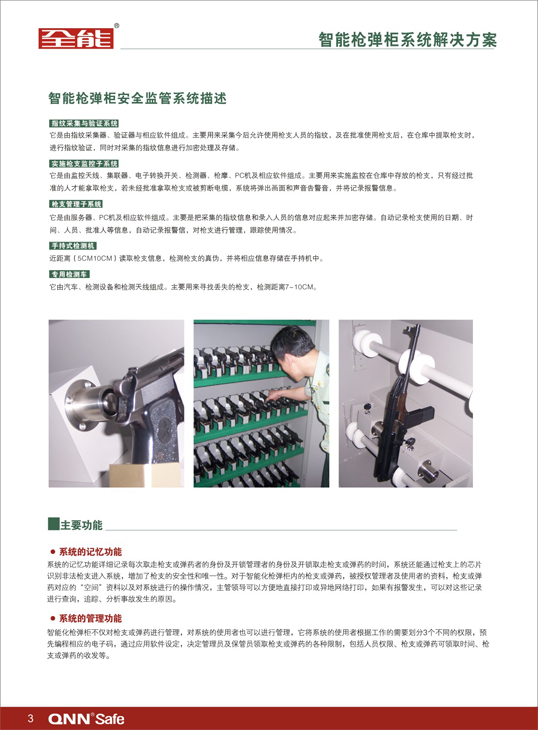 全能®
智能枪弹柜系统解决方案
智能枪弹柜安全监管系统描述
指纹采集与验证系统
它是由指纹采集器、验证器与相应软件组成。主要用来采集今后允许使用枪支人员的指纹，及在批准使用枪支后，在仓库中提取枪支时，
进行指纹验证，同时对采集的指纹信息进行加密处理及存储。
实施枪支监控子系统
它是由监控天线、集联器、电子转换开关、检测器、枪摩、PC机及相应软件组成。主要用来实施监控在仓库中存放的枪支，只有经过批
准的人才能拿取枪支，若未经批准拿取枪支或被剪断电缆，系统将弹出画面和声音告警音，并将记录报警信息。
枪支管理子系统
它是由服务器、PC机及相应软件组成。主要是把采集的指纹信息和录入人员的信息对应起来并加密存储。自动记录枪支使用的日期、时
间、人员、批准人等信息，自动记录报警信，对枪支进行管理，跟踪使用情况。
手持式检测机
近距离（5CM10CM）读取枪支信息，检测枪支的真伪，并将相应信息存储在手持机中。
专用检测车
它由汽车、检测设备和检测天线组成。主要用来寻找丢失的枪支，检测距离7-10CM。
主要功能
● 系统的记忆功能
系统的记忆功能详细记录每次取走枪支或弹药者的身份及开锁管理者的身份及开锁取走枪支或弹药的时间，系统还能通过枪支上的芯片
识别非法枪支进入系统，增加了枪支的安全性和唯一性。对于智能化枪弹柜内的枪支或弹药，被授权管理者及使用者的资料，枪支或弹
药对应的“空间”资料以及对系统进行的操作情况，主管领导可以方便地直接打印或异地网络打印，如果有报警发生，可以对这些记录
进行查询，追踪、分析事故发生的原因。
● 系统的管理功能
智能化枪弹柜不仅对枪支或弹药进行管理，对系统的使用者也可以进行管理，它将系统的使用者根据工作的需要划分3个不同的权限，预
先编程相应的电子码，通过应用软件设定，决定管理员及保管员领取枪支或弹药的各种限制，包括人员权限、枪支或弹药可领取时间、枪
支或弹药的收发等。
3 QNN®Safe